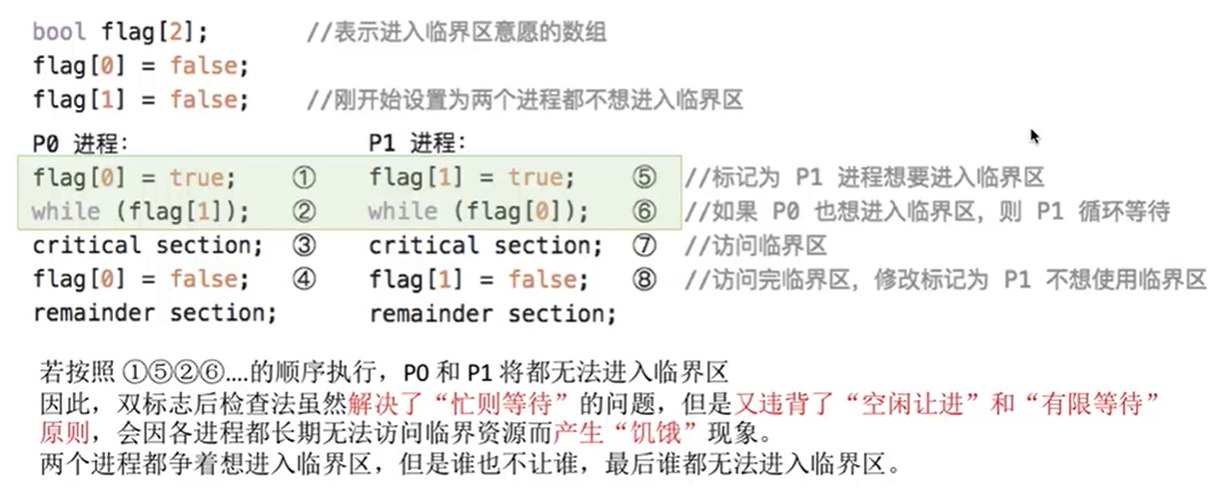 bool flag[2]; //表示进入临界区意愿的数组
flag[0] = false;
flag[1] = false; //刚开始设置为两个进程都不想进入临界区
P0 进程: P1 进程:
flag[0] = true; ① flag[1] = true; ⑤ //标记为 P1 进程想要进入临界区
while (flag[1]); ② while (flag[0]); ⑥ //如果 P0 也想进入临界区，则 P1 循环等待
critical section; ③ critical section; ⑦ //访问临界区
flag[0] = false; ④ flag[1] = false; ⑧ //访问完临界区，修改标记为 P1 不想使用临界区
remainder section; remainder section;
若按照 ①⑤②⑥....的顺序执行，P0 和 P1 将都无法进入临界区
因此，双标志后检查法虽然解决了“忙则等待”的问题，但是又违背了“空闲让进”和“有限等待”
原则，会因各进程都长期无法访问临界资源而产生“饥饿”现象。
两个进程都争着想进入临界区，但是谁也不让谁，最后谁都无法进入临界区。